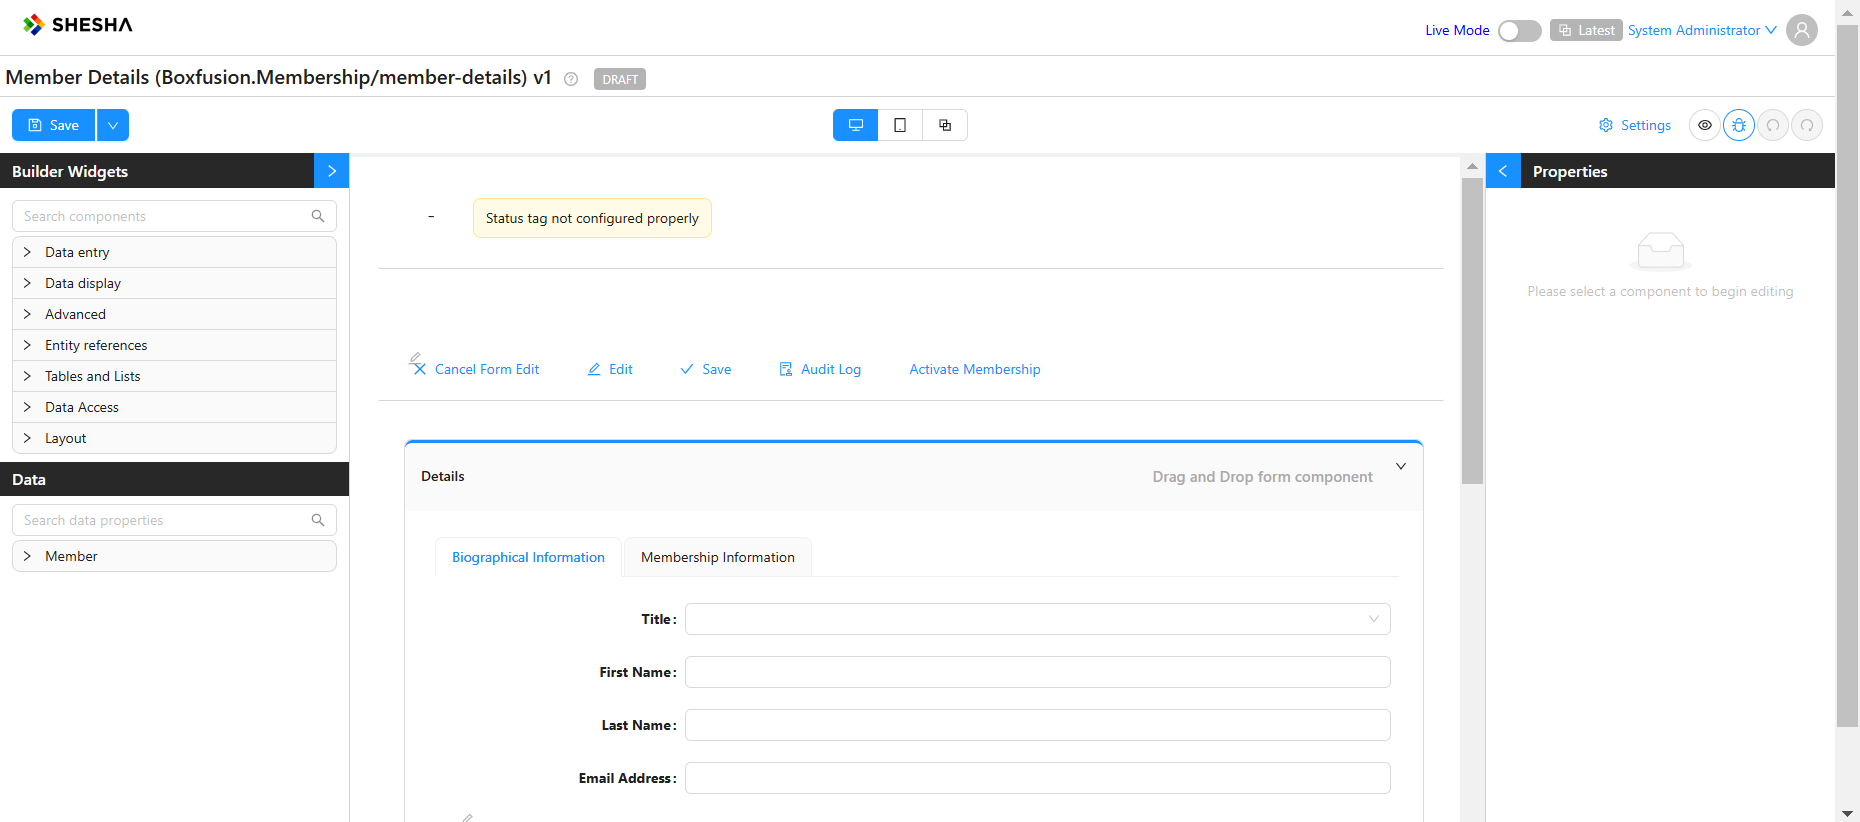 SHESHA
Live Mode
Latest
System Administrator
Member Details (Boxfusion.Membership/member-details) v1
DRAFT
Save
Settings
Builder Widgets
Search components
Data entry
Data display
Advanced
Entity references
Tables and Lists
Data Access
Layout
Data
Search data properties
Member
-
Status tag not configured properly
Cancel Form Edit
Edit
Save
Audit Log
Activate Membership
Details
Drag and Drop form component
Biographical Information
Membership Information
Title:
First Name:
Last Name:
Email Address:
Properties
Please select a component to begin editing